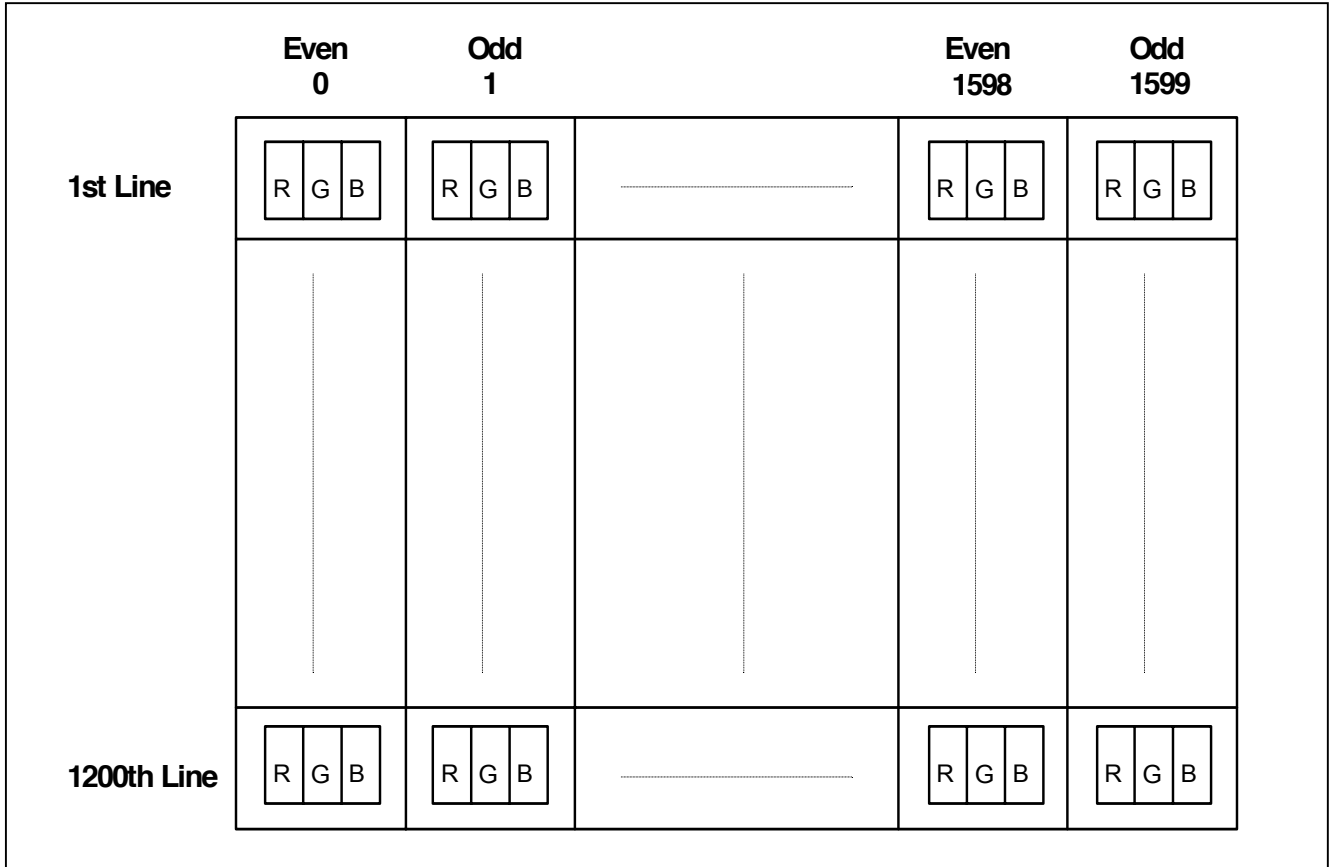 Even Odd Even Odd
0 1 1598 1599
1st Line R G B R G B R G B R G B
1200th Line R G B R G B R G B R G B